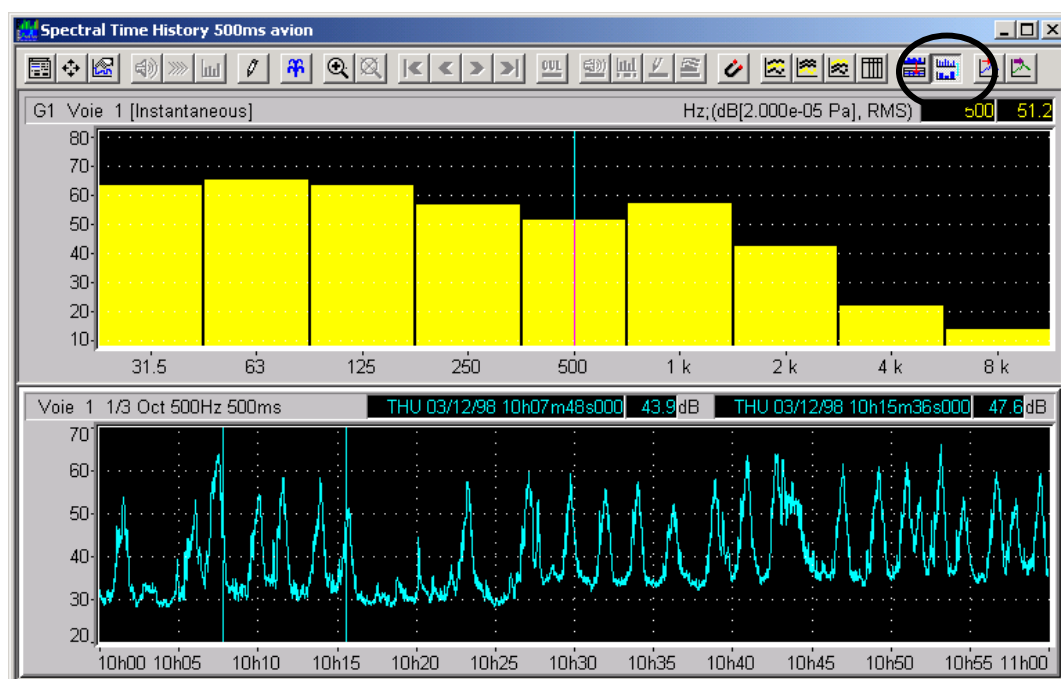 Spectral Time History 500ms avion
OVL
G1 Voie 1 [Instantaneous] Hz;(dB[2.000e-05 Pa], RMS) 500 51.2
80
70
60
50
40
30
20
10
31.5 63 125 250 500 1 k 2 k 4 k 8 k
Voie 1 1/3 Oct 500Hz 500ms THU 03/12/98 10h07m48s000 43.9 dB THU 03/12/98 10h15m36s000 47.6 dB
70
60
50
40
30
20
10h00 10h05 10h10 10h15 10h20 10h25 10h30 10h35 10h40 10h45 10h50 10h55 11h00